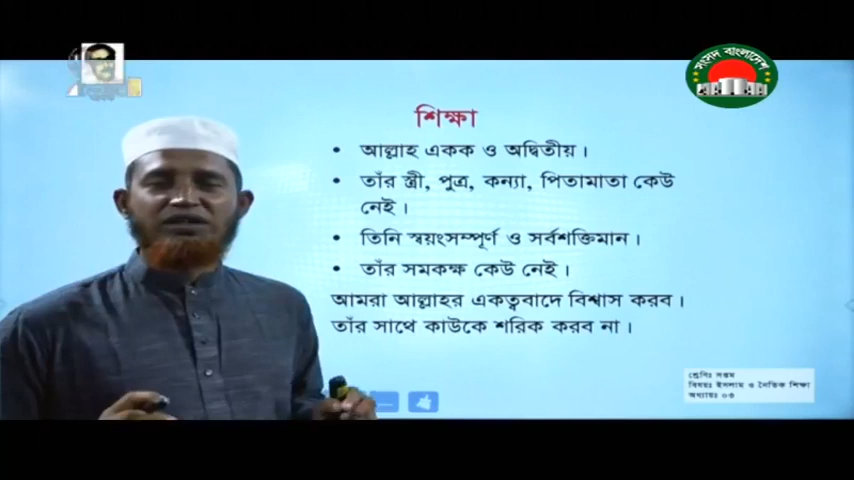 সংসদ বাংলাদেশ
শিক্ষা
• আল্লাহ একক ও অদ্বিতীয়।
• তাঁর স্ত্রী, পুত্র, কন্যা, পিতামাতা কেউ
নেই।
• তিনি স্বয়ংসম্পূর্ণ ও সর্বশক্তিমান।
• তাঁর সমকক্ষ কেউ নেই।
আমরা আল্লাহর একত্ববাদে বিশ্বাস করব।
তাঁর সাথে কাউকে শরিক করব না।
শ্রেণিঃ সপ্তম
বিষয়ঃ ইসলাম ও নৈতিক শিক্ষা
অধ্যায়ঃ ০৩